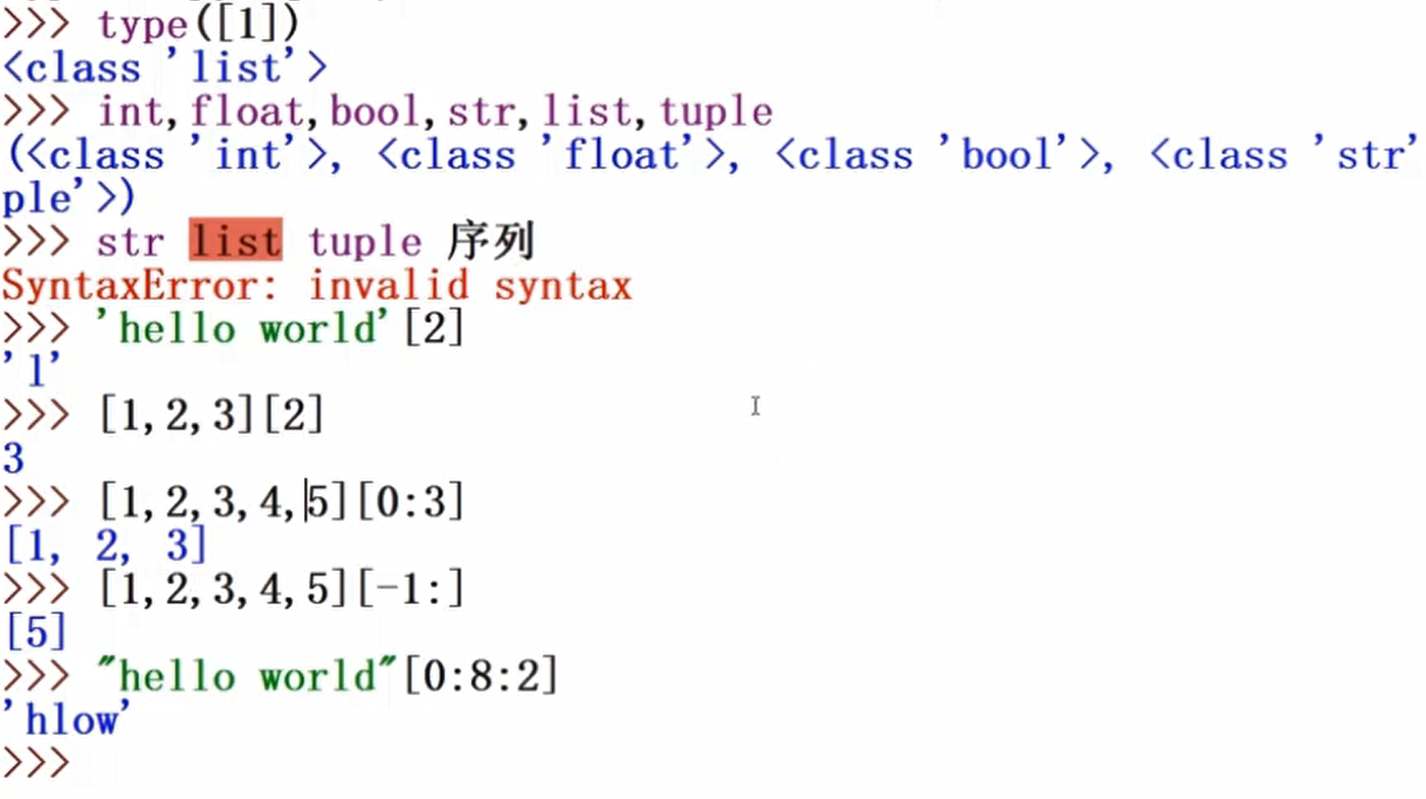 >>> type([1])
<class 'list'>
>>> int,float,bool,str,list,tuple
(<class 'int'>, <class 'float'>, <class 'bool'>, <class 'str'
ple'>)
>>> str list tuple 序列
SyntaxError: invalid syntax
>>> 'hello world'[2]
'l'
>>> [1,2,3][2]
3
>>> [1,2,3,4,5][0:3]
[1, 2, 3]
>>> [1,2,3,4,5][-1:]
[5]
>>> "hello world"[0:8:2]
'hlow'
>>>